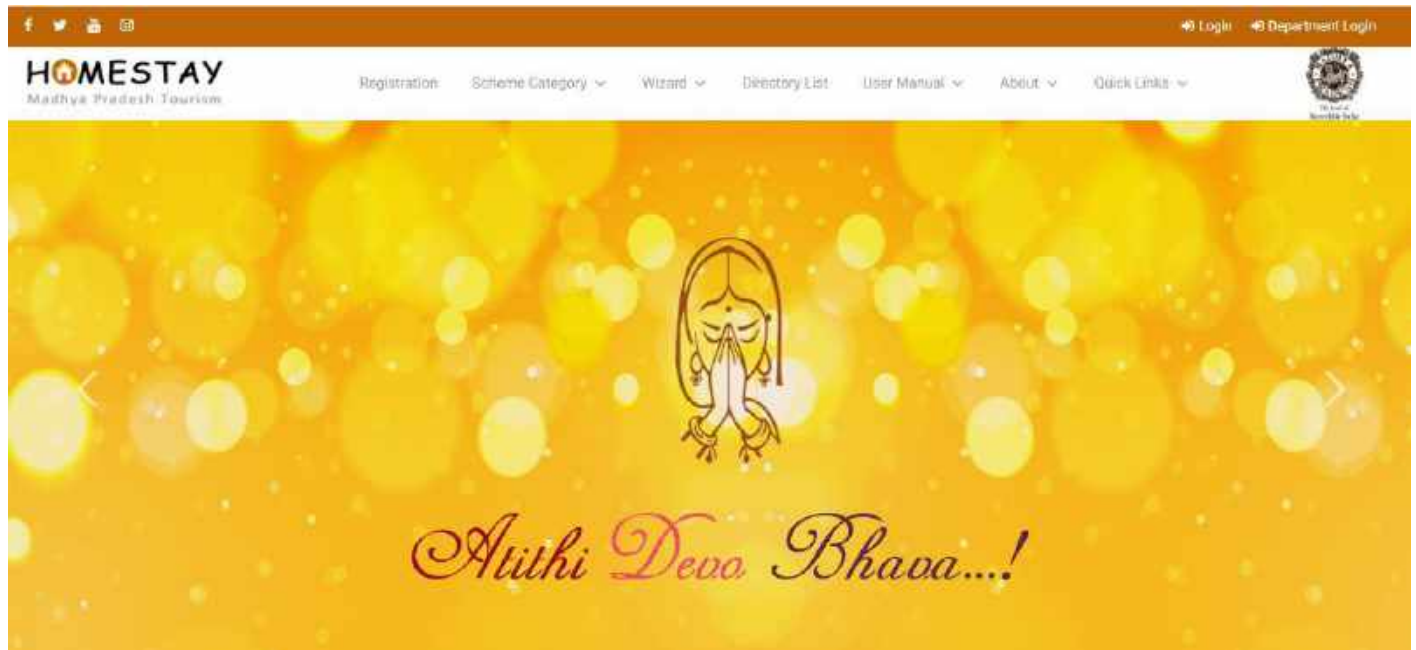 Login Department Login
HOMESTAY
Madhya Pradesh Tourism
Registration Scheme Category Wizard Directory List User Manual About Quick Links
Atithi Devo Bhava...!